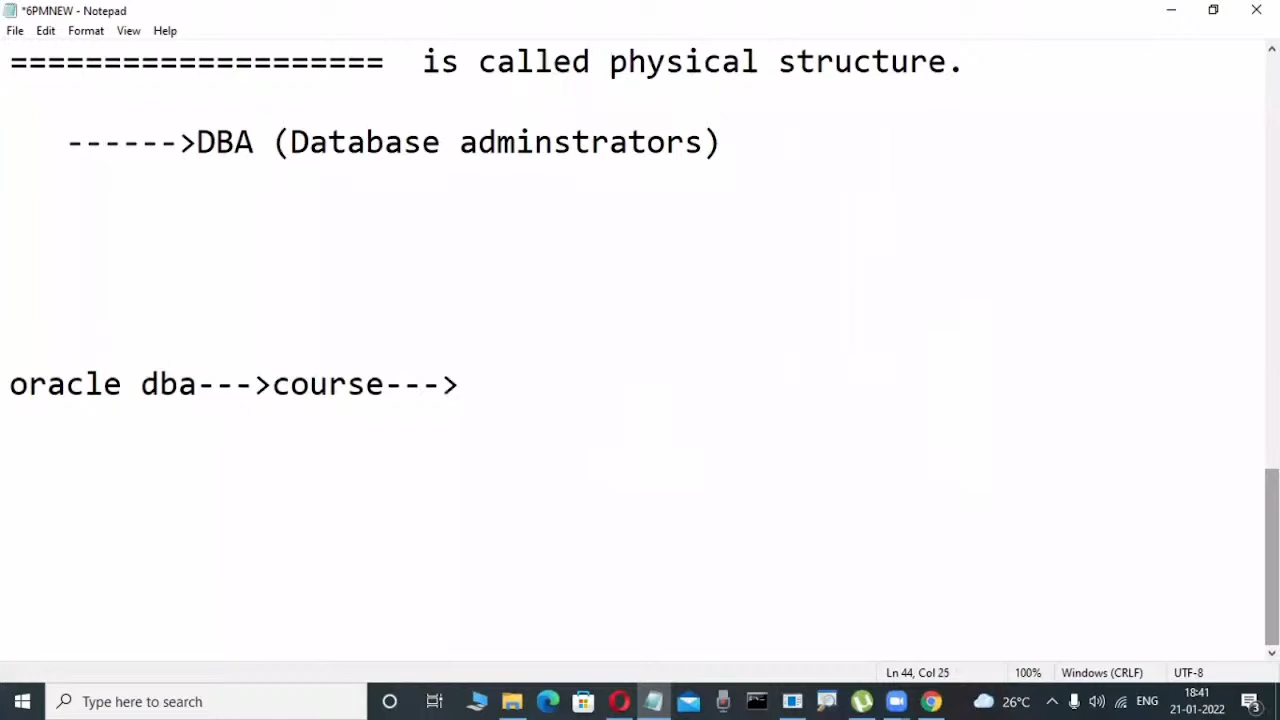 *6PMNEW - Notepad
File Edit Format View Help
==================== is called physical structure.
------>DBA (Database adminstrators)
oracle dba--->course--->
Ln 44, Col 25 100% Windows (CRLF) UTF-8
Type here to search 26°C ENG 18:41
21-01-2022 3